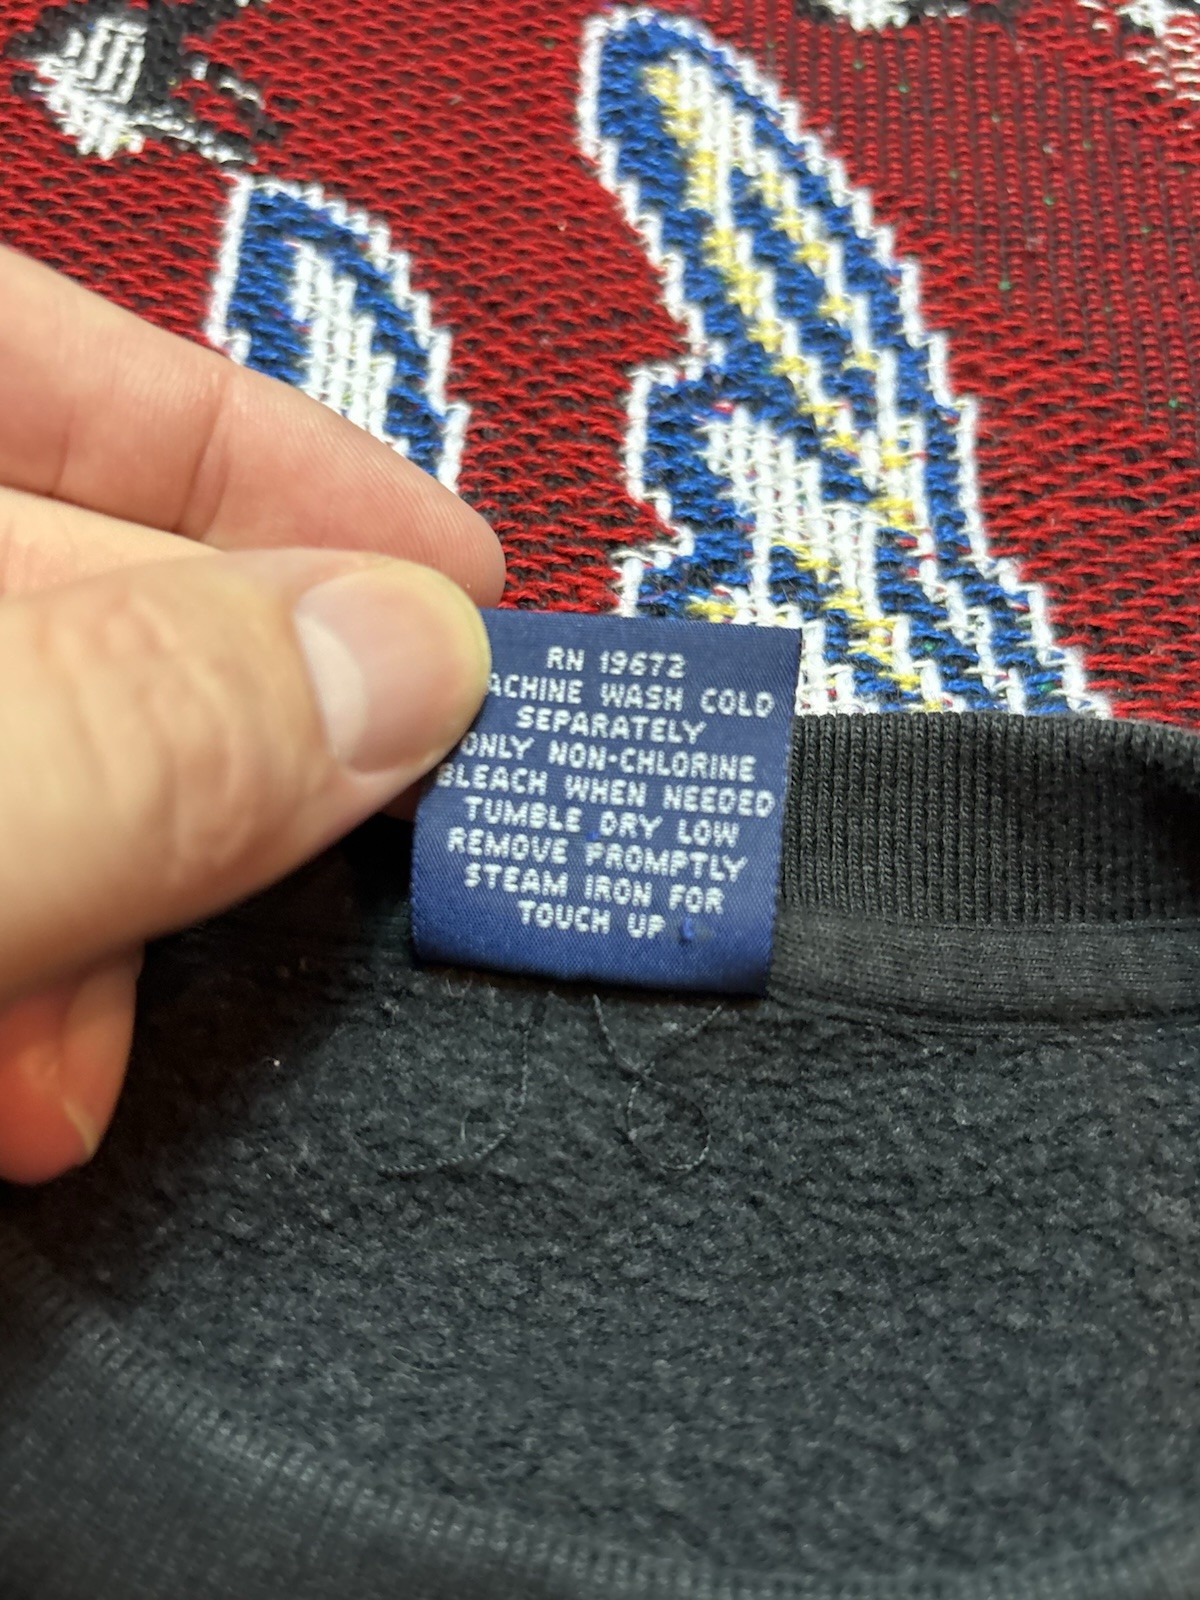 RN 19672
ACHINE WASH COLD
SEPARATELY
ONLY NON-CHLORINE
BLEACH WHEN NEEDED
TUMBLE DRY LOW
REMOVE PROMPTLY
STEAM IRON FOR
TOUCH UP